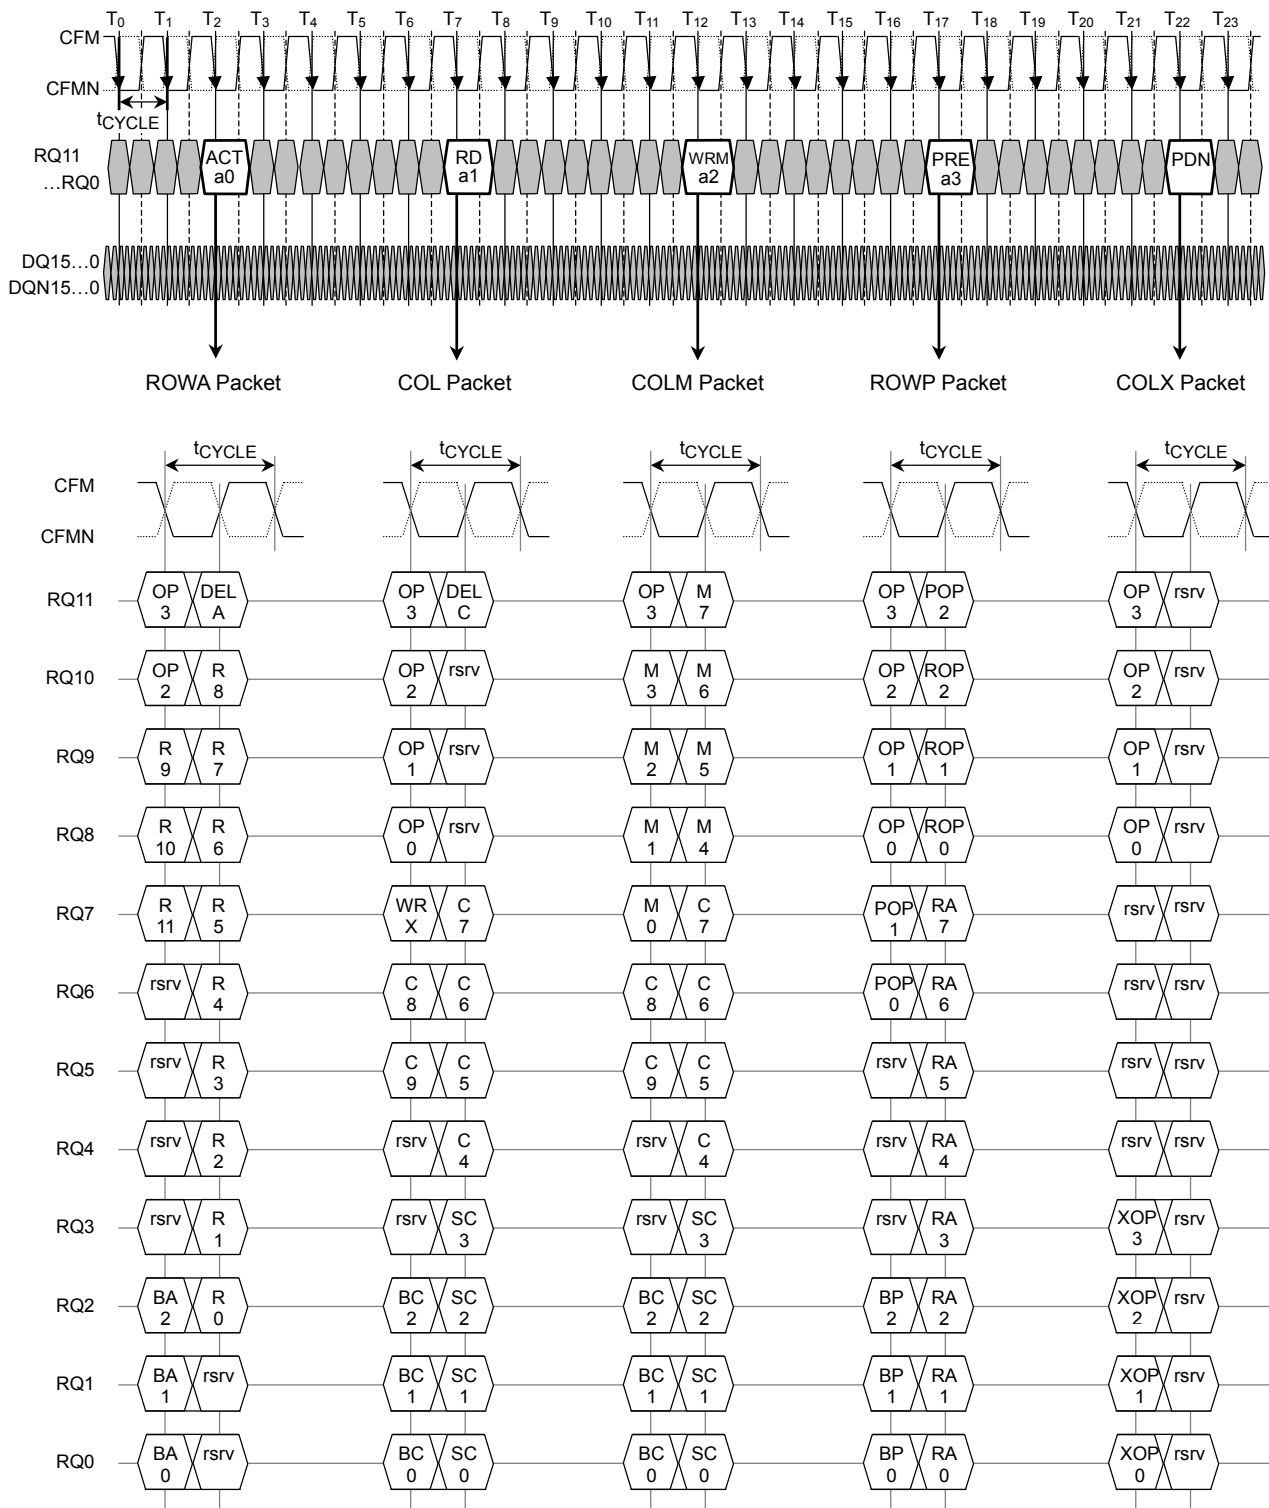 T0 T1 T2 T3 T4 T5 T6 T7 T8 T9 T10 T11 T12 T13 T14 T15 T16 T17 T18 T19 T20 T21 T22 T23
CFM
CFMN
tCYCLE
RQ11 ACT RD WRM PRE PDN
…RQ0 a0 a1 a2 a3
DQ15…0
DQN15…0
ROWA Packet COL Packet COLM Packet ROWP Packet COLX Packet
tCYCLE tCYCLE tCYCLE tCYCLE tCYCLE
CFM
CFMN
RQ11 OP 3 DEL A OP 3 DEL C OP 3 M 7 OP 3 POP 2 OP 3 rsrv
RQ10 OP 2 R 8 OP 2 rsrv M 3 M 6 OP 2 ROP 2 OP 2 rsrv
RQ9 R 9 R 7 OP 1 rsrv M 2 M 5 OP 1 ROP 1 OP 1 rsrv
RQ8 R 10 R 6 OP 0 rsrv M 1 M 4 OP 0 ROP 0 OP 0 rsrv
RQ7 R 11 R 5 WR X C 7 M 0 C 7 POP 1 RA 7 rsrv rsrv
RQ6 rsrv R 4 C 8 C 6 C 8 C 6 POP 0 RA 6 rsrv rsrv
RQ5 rsrv R 3 C 9 C 5 C 9 C 5 rsrv RA 5 rsrv rsrv
RQ4 rsrv R 2 rsrv C 4 rsrv C 4 rsrv RA 4 rsrv rsrv
RQ3 rsrv R 1 rsrv SC 3 rsrv SC 3 rsrv RA 3 XOP 3 rsrv
RQ2 BA 2 R 0 BC 2 SC 2 BC 2 SC 2 BP 2 RA 2 XOP 2 rsrv
RQ1 BA 1 rsrv BC 1 SC 1 BC 1 SC 1 BP 1 RA 1 XOP 1 rsrv
RQ0 BA 0 rsrv BC 0 SC 0 BC 0 SC 0 BP 0 RA 0 XOP 0 rsrv